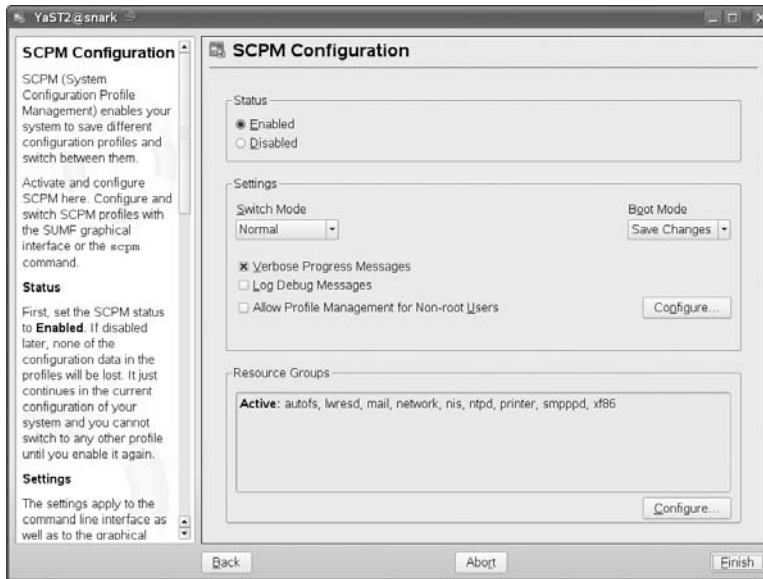 YaST2@snark
SCPM Configuration
SCPM (System
Configuration Profile
Management) enables your
system to save different
configuration profiles and
switch between them.
Activate and configure
SCPM here. Configure and
switch SCPM profiles with
the SUMF graphical
interface or the scpm
command.
Status
First, set the SCPM status
to Enabled. If disabled
later, none of the
configuration data in the
profiles will be lost. It just
continues in the current
configuration of your
system and you cannot
switch to any other profile
until you enable it again.
Settings
The settings apply to the
command line interface as
well as to the graphical
SCPM Configuration
Status
Enabled
Disabled
Settings
Switch Mode
Boot Mode
Normal
Save Changes
Verbose Progress Messages
Log Debug Messages
Allow Profile Management for Non-root Users
Configure...
Resource Groups
Active: autofs, lwresd, mail, network, nis, ntpd, printer, smpppd, xf86
Configure...
Back
Abort
Finish